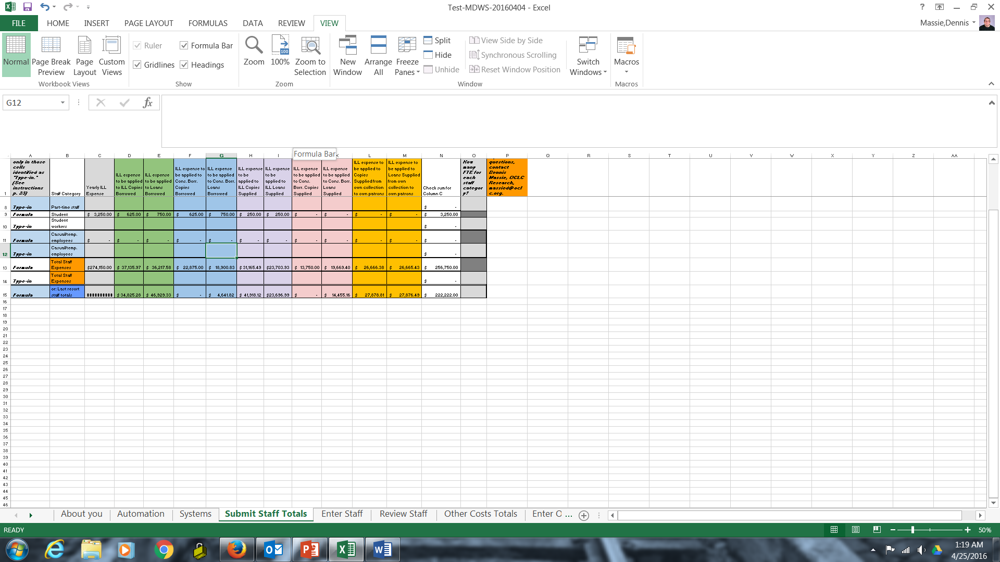 Test-MDWS-20160404 - Excel
?
FILE HOME INSERT PAGE LAYOUT FORMULAS DATA REVIEW VIEW
Massie,Dennis
Normal Page Break Preview Page Layout Custom Views
Workbook Views
Ruler Formula Bar
Gridlines Headings
Show
Zoom 100% Zoom to Selection
100
Zoom
New Window Arrange All Freeze Panes
Split
Hide
Unhide
View Side by Side
Synchronous Scrolling
Reset Window Position
Window
Switch Windows
Macros
Macros
G12
fx
Formula Bar
A B C D E F G H I K L M N O P Q R S T U V W X Y Z AA
1
only in those cells identified as "Type-in." (See instructions p. 23)
Staff Category
Yearly ILL Expense
ILL expense to be applied to ILL Copies Borrowed
ILL expense to be applied to Loans Borrowed
ILL expense to be applied to Cons. Borr. Copies Borrowed
ILL expense to be applied to Cons. Borr. Loans Borrowed
ILL expense to be applied to ILL Copies Supplied
ILL expense to be applied to ILL Loans Supplied
ILL expense to be applied to Cons. Borr. Copies Supplied
ILL expense to be applied to Cons. Borr. Loans Supplied
ILL expense to be applied to Copies Supplied from own collection to own patrons
ILL expense to be applied to Loans Supplied from own collection to own patrons
Check sum for Column C
How many FTE for each staff category?
questions, contact Dennis Massie, OCLC Research, massied@oclc.org.
8 Type-in Part-time staff $ -
9 Formula Student $ 3,250.00 $ 625.00 $ 750.00 $ 625.00 $ 750.00 $ 250.00 $ 250.00 $ - $ - $ - $ - $ 3,250.00
10 Type-in Student workers $ -
11 Formula Casual/temp. employees $ - $ - $ - $ - $ - $ - $ - $ - $ - $ - $ - $ -
12 Type-in Casual/temp. employees $ -
13 Formula Total Staff Expenses $274,150.00 $ 37,135.97 $ 36,217.58 $ 22,875.00 $ 18,900.83 $ 31,165.49 $23,703.93 $ 13,750.00 $ 19,669.40 $ 26,666.38 $ 26,665.43 $ 256,750.00
14 Type-in Total Staff Expenses $ -
15 Formula or: Last resort staff totals ########## $ 34,825.28 $ 46,929.33 $ - $ 4,641.82 $ 41,918.12 $23,696.99 $ - $ 14,455.16 $ 27,878.81 $ 27,876.49 $ 222,222.00
16
17
18
19
20
21
22
23
24
25
26
27
28
29
30
31
32
33
34
35
36
37
38
39
40
41
42
43
44
45
46
About you Automation Systems Submit Staff Totals Enter Staff Review Staff Other Costs Totals Enter O ...
READY
50%
1:19 AM
4/25/2016